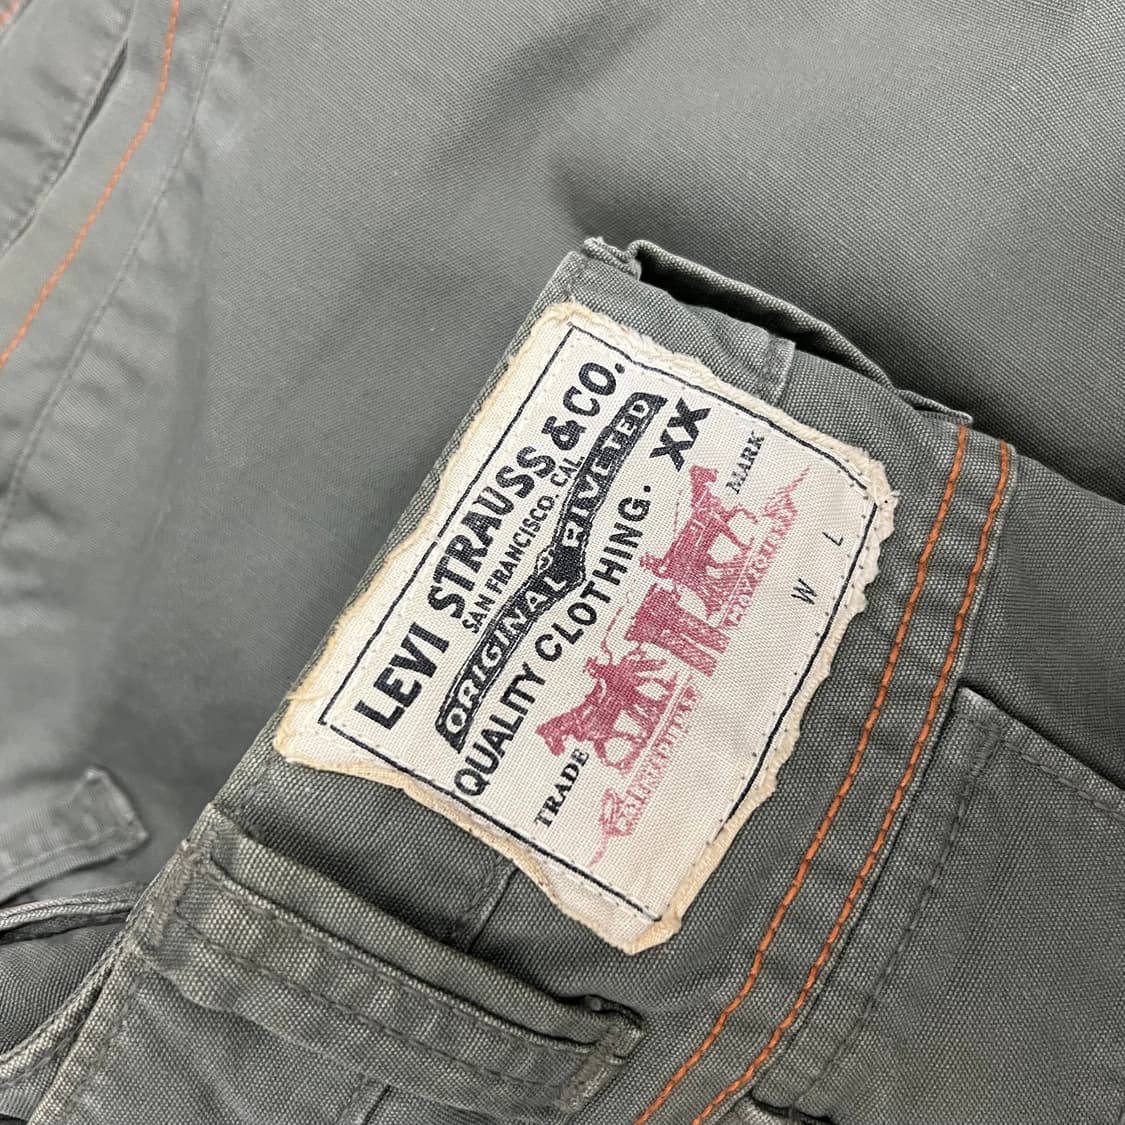 LEVI STRAUSS & CO.
SAN FRANCISCO. CAL
ORIGINAL RIVETED
QUALITY CLOTHING. XX
TRADE MARK
W L